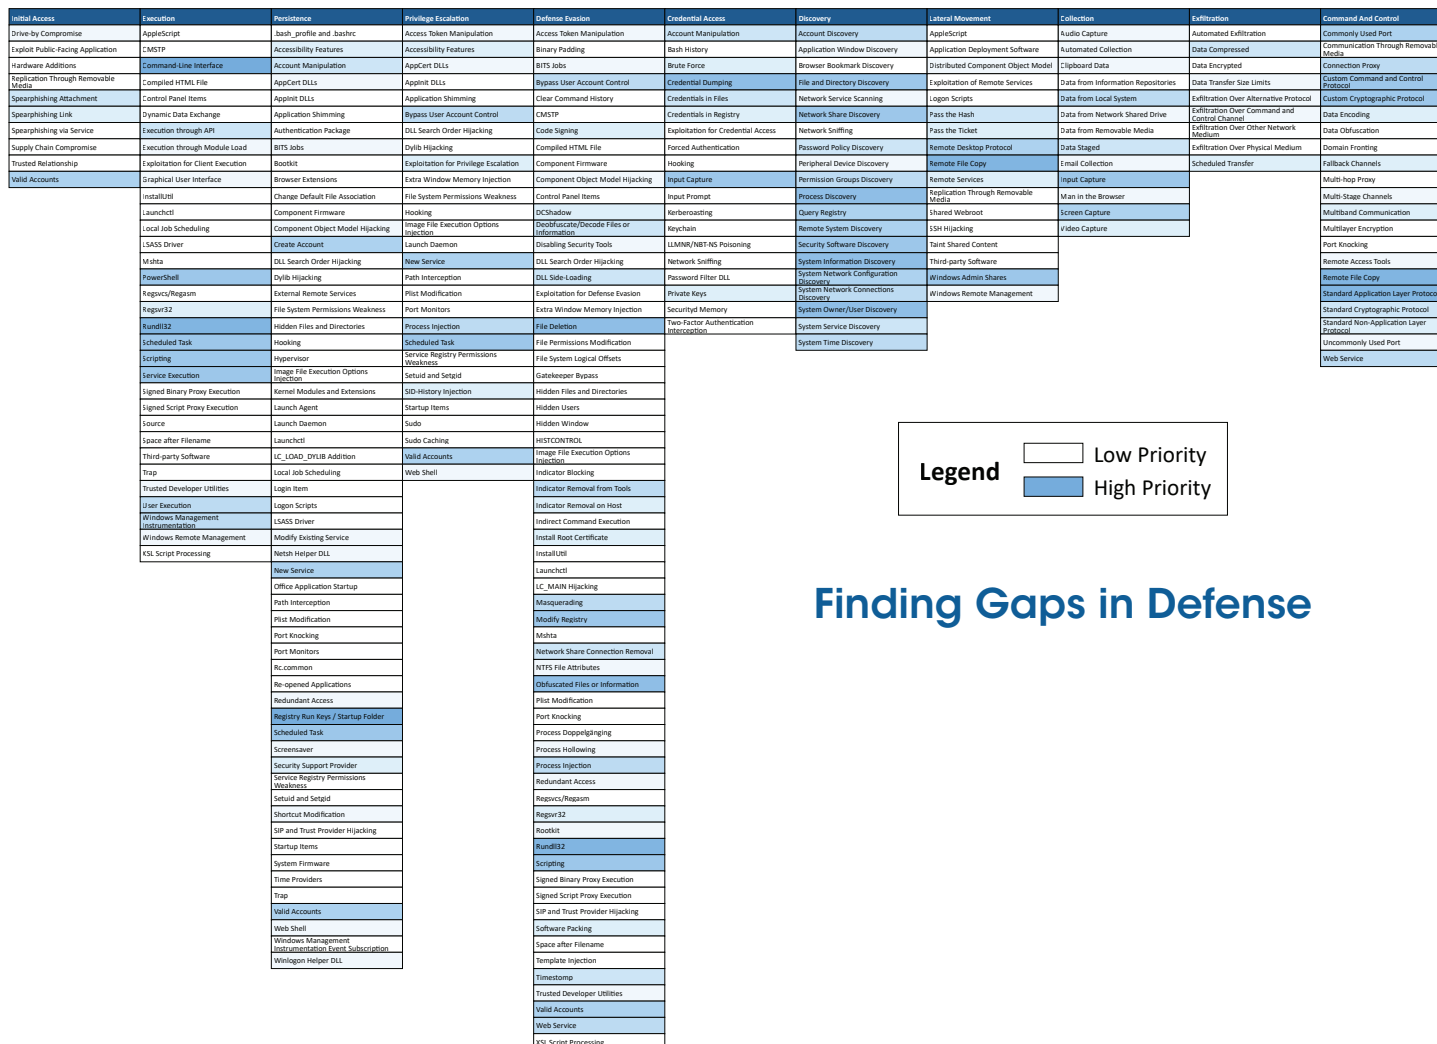 Initial Access
Drive-by Compromise
Exploit Public-Facing Application
Hardware Additions
Replication Through Removable
Media
Spearphishing Attachment
Spearphishing Link
Spearphishing via Service
Supply Chain Compromise
Trusted Relationship
Valid Accounts
Execution
AppleScript
CMSTP
Command-Line Interface
Compiled HTML File
Control Panel Items
Dynamic Data Exchange
Execution through API
Execution through Module Load
Exploitation for Client Execution
Graphical User Interface
InstallUtil
Launchctl
Local Job Scheduling
LSASS Driver
Mshta
PowerShell
Regsvcs/Regasm
Regsvr32
Rundll32
Scheduled Task
Scripting
Service Execution
Signed Binary Proxy Execution
Signed Script Proxy Execution
Source
Space after Filename
Third-party Software
Trap
Trusted Developer Utilities
User Execution
Windows Management
Instrumentation
Windows Remote Management
XSL Script Processing
Persistence
.bash_profile and .bashrc
Accessibility Features
Account Manipulation
AppCert DLLs
AppInit DLLs
Application Shimming
Authentication Package
BITS Jobs
Bootkit
Browser Extensions
Change Default File Association
Component Firmware
Component Object Model Hijacking
Create Account
DLL Search Order Hijacking
Dylib Hijacking
External Remote Services
File System Permissions Weakness
Hidden Files and Directories
Hooking
Hypervisor
Image File Execution Options
Injection
Kernel Modules and Extensions
Launch Agent
Launch Daemon
Launchctl
LC_LOAD_DYLIB Addition
Local Job Scheduling
Login Item
Logon Scripts
LSASS Driver
Modify Existing Service
Netsh Helper DLL
New Service
Office Application Startup
Path Interception
Plist Modification
Port Knocking
Port Monitors
Rc.common
Re-opened Applications
Redundant Access
Registry Run Keys / Startup Folder
Scheduled Task
Screensaver
Security Support Provider
Service Registry Permissions
Weakness
Setuid and Setgid
Shortcut Modification
SIP and Trust Provider Hijacking
Startup Items
System Firmware
Time Providers
Trap
Valid Accounts
Web Shell
Windows Management
Instrumentation Event Subscription
Winlogon Helper DLL
Privilege Escalation
Access Token Manipulation
Accessibility Features
AppCert DLLs
AppInit DLLs
Application Shimming
Bypass User Account Control
DLL Search Order Hijacking
Dylib Hijacking
Exploitation for Privilege Escalation
Extra Window Memory Injection
File System Permissions Weakness
Hooking
Image File Execution Options
Injection
Launch Daemon
New Service
Path Interception
Plist Modification
Port Monitors
Process Injection
Scheduled Task
Service Registry Permissions
Weakness
Setuid and Setgid
SID-History Injection
Startup Items
Sudo
Sudo Caching
Valid Accounts
Web Shell
Defense Evasion
Access Token Manipulation
Binary Padding
BITS Jobs
Bypass User Account Control
Clear Command History
CMSTP
Code Signing
Compiled HTML File
Component Firmware
Component Object Model Hijacking
Control Panel Items
DCShadow
Deobfuscate/Decode Files or
Information
Disabling Security Tools
DLL Search Order Hijacking
DLL Side-Loading
Exploitation for Defense Evasion
Extra Window Memory Injection
File Deletion
File Permissions Modification
File System Logical Offsets
Gatekeeper Bypass
Hidden Files and Directories
Hidden Users
Hidden Window
HISTCONTROL
Image File Execution Options
Injection
Indicator Blocking
Indicator Removal from Tools
Indicator Removal on Host
Indirect Command Execution
Install Root Certificate
InstallUtil
Launchctl
LC_MAIN Hijacking
Masquerading
Modify Registry
Mshta
Network Share Connection Removal
NTFS File Attributes
Obfuscated Files or Information
Plist Modification
Port Knocking
Process Doppelgänging
Process Hollowing
Process Injection
Redundant Access
Regsvcs/Regasm
Regsvr32
Rootkit
Rundll32
Scripting
Signed Binary Proxy Execution
Signed Script Proxy Execution
SIP and Trust Provider Hijacking
Software Packing
Space after Filename
Template Injection
Timestomp
Trusted Developer Utilities
Valid Accounts
Web Service
XSL Script Processing
Credential Access
Account Manipulation
Bash History
Brute Force
Credential Dumping
Credentials in Files
Credentials in Registry
Exploitation for Credential Access
Forced Authentication
Hooking
Input Capture
Input Prompt
Kerberoasting
Keychain
LLMNR/NBT-NS Poisoning
Network Sniffing
Password Filter DLL
Private Keys
Securityd Memory
Two-Factor Authentication
Interception
Discovery
Account Discovery
Application Window Discovery
Browser Bookmark Discovery
File and Directory Discovery
Network Service Scanning
Network Share Discovery
Network Sniffing
Password Policy Discovery
Peripheral Device Discovery
Permission Groups Discovery
Process Discovery
Query Registry
Remote System Discovery
Security Software Discovery
System Information Discovery
System Network Configuration
Discovery
System Network Connections
Discovery
System Owner/User Discovery
System Service Discovery
System Time Discovery
Lateral Movement
AppleScript
Application Deployment Software
Distributed Component Object Model
Exploitation of Remote Services
Logon Scripts
Pass the Hash
Pass the Ticket
Remote Desktop Protocol
Remote File Copy
Remote Services
Replication Through Removable
Media
Shared Webroot
SSH Hijacking
Taint Shared Content
Third-party Software
Windows Admin Shares
Windows Remote Management
Collection
Audio Capture
Automated Collection
Clipboard Data
Data from Information Repositories
Data from Local System
Data from Network Shared Drive
Data from Removable Media
Data Staged
Email Collection
Input Capture
Man in the Browser
Screen Capture
Video Capture
Exfiltration
Automated Exfiltration
Data Compressed
Data Encrypted
Data Transfer Size Limits
Exfiltration Over Alternative Protocol
Exfiltration Over Command and
Control Channel
Exfiltration Over Other Network
Medium
Exfiltration Over Physical Medium
Scheduled Transfer
Command And Control
Commonly Used Port
Communication Through Removab
Media
Connection Proxy
Custom Command and Control
Protocol
Custom Cryptographic Protocol
Data Encoding
Data Obfuscation
Domain Fronting
Fallback Channels
Multi-hop Proxy
Multi-Stage Channels
Multiband Communication
Multilayer Encryption
Port Knocking
Remote Access Tools
Remote File Copy
Standard Application Layer Protoco
Standard Cryptographic Protocol
Standard Non-Application Layer
Protocol
Uncommonly Used Port
Web Service
Legend
Low Priority
High Priority
Finding Gaps in Defense